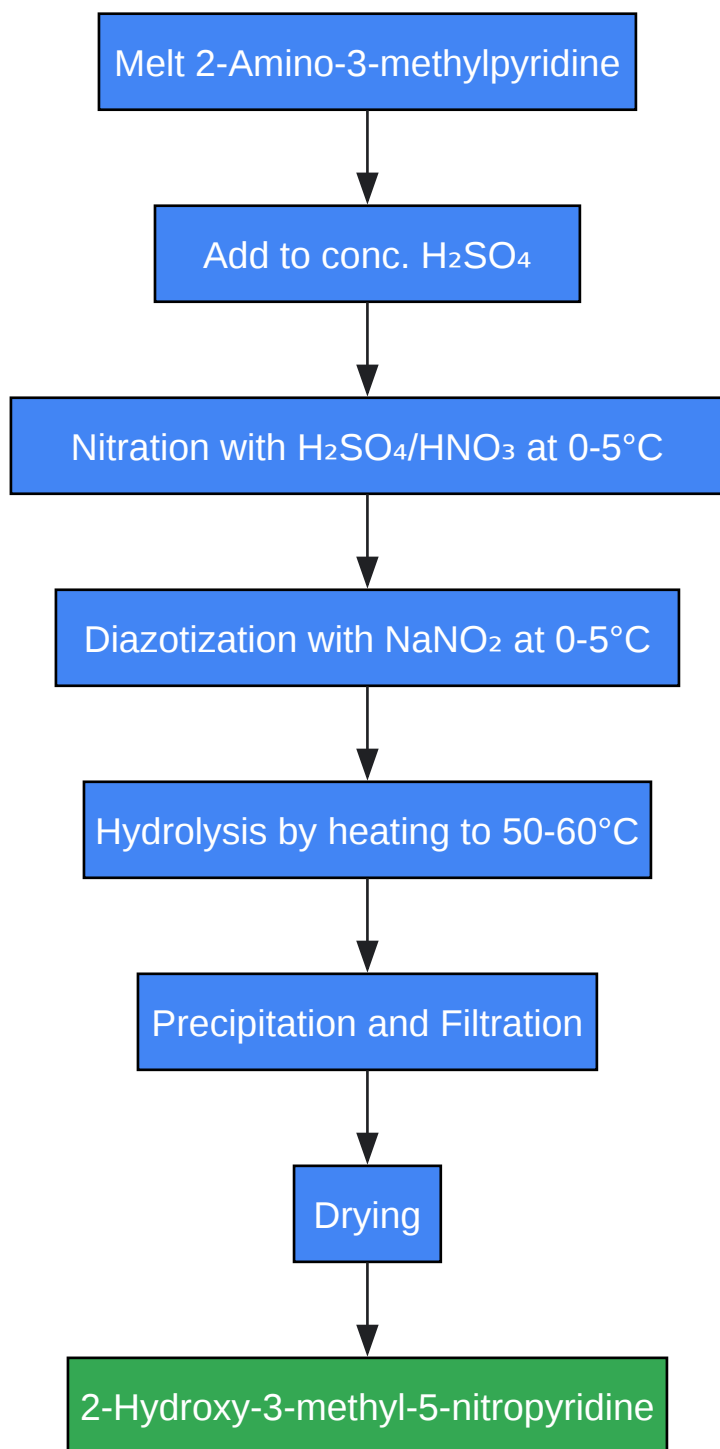 Melt 2-Amino-3-methylpyridine
Add to conc. H₂SO₄
Nitration with H₂SO₄/HNO₃ at 0-5°C
Diazotization with NaNO₂ at 0-5°C
Hydrolysis by heating to 50-60°C
Precipitation and Filtration
Drying
2-Hydroxy-3-methyl-5-nitropyridine